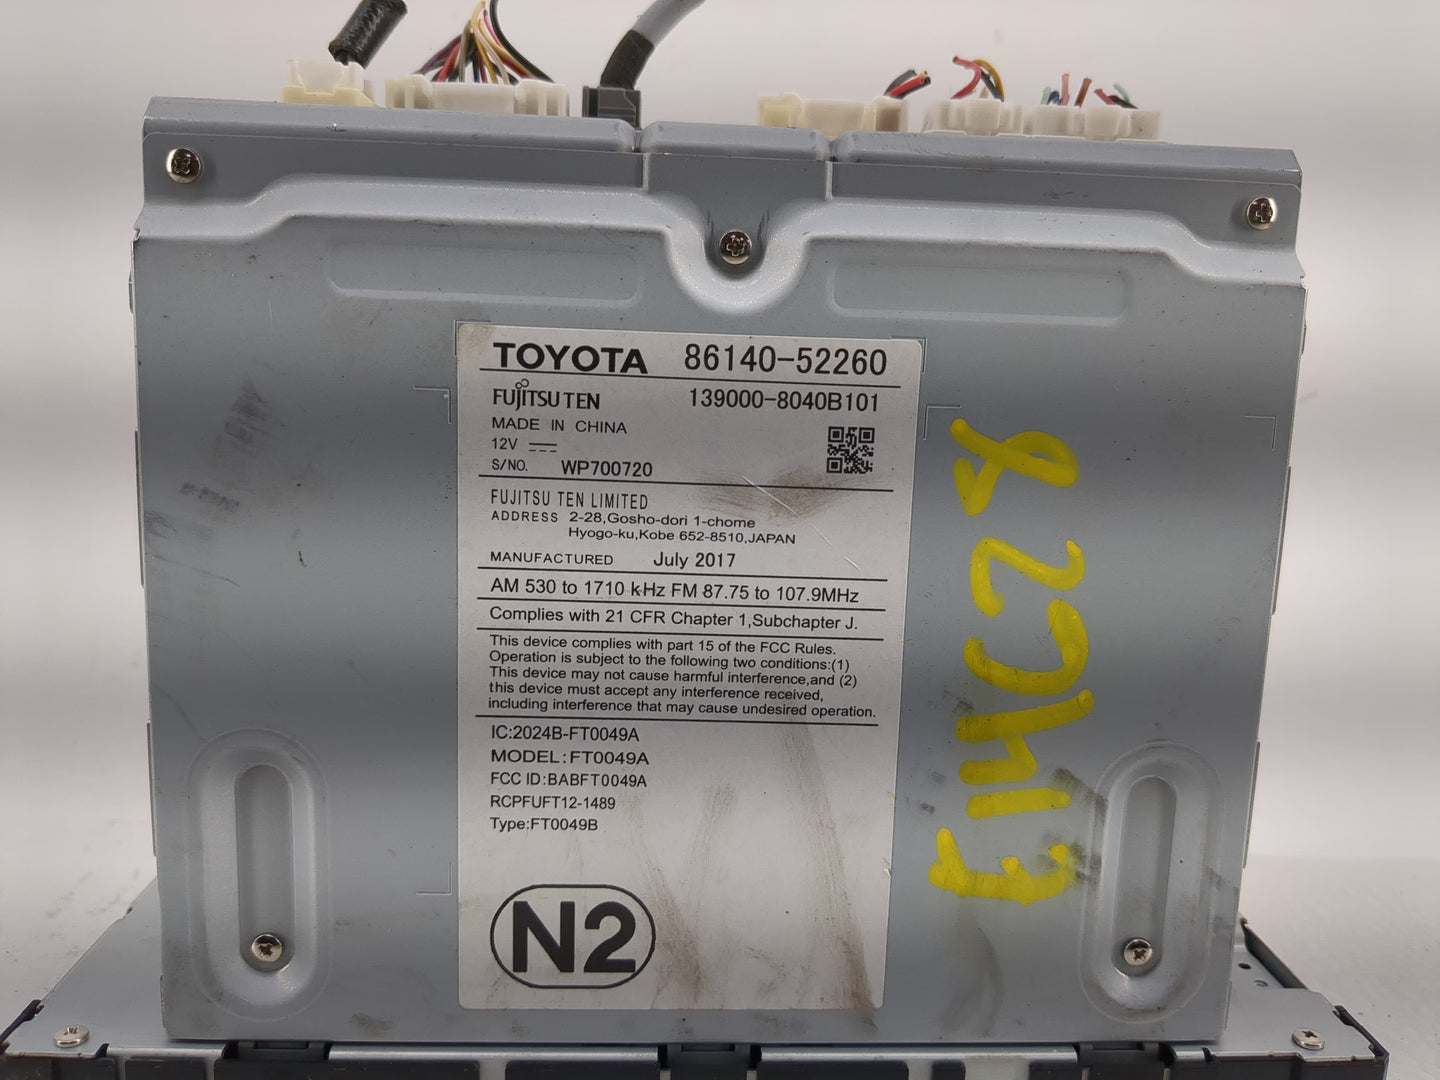 TOYOTA 86140-52260
FUJITSU TEN 139000-8040B101
MADE IN CHINA
12V
S/NO. WP700720
FUJITSU TEN LIMITED
ADDRESS 2-28,Gosho-dori 1-chome
Hyogo-ku,Kobe 652-8510,JAPAN
MANUFACTURED July 2017
AM 530 to 1710 kHz FM 87.75 to 107.9MHz
Complies with 21 CFR Chapter 1,Subchapter J.
This device complies with part 15 of the FCC Rules.
Operation is subject to the following two conditions:(1)
This device may not cause harmful interference,and (2)
this device must accept any interference received,
including interference that may cause undesired operation.
IC:2024B-FT0049A
MODEL:FT0049A
FCC ID:BABFT0049A
RCPFUFT12-1489
Type:FT0049B
N2